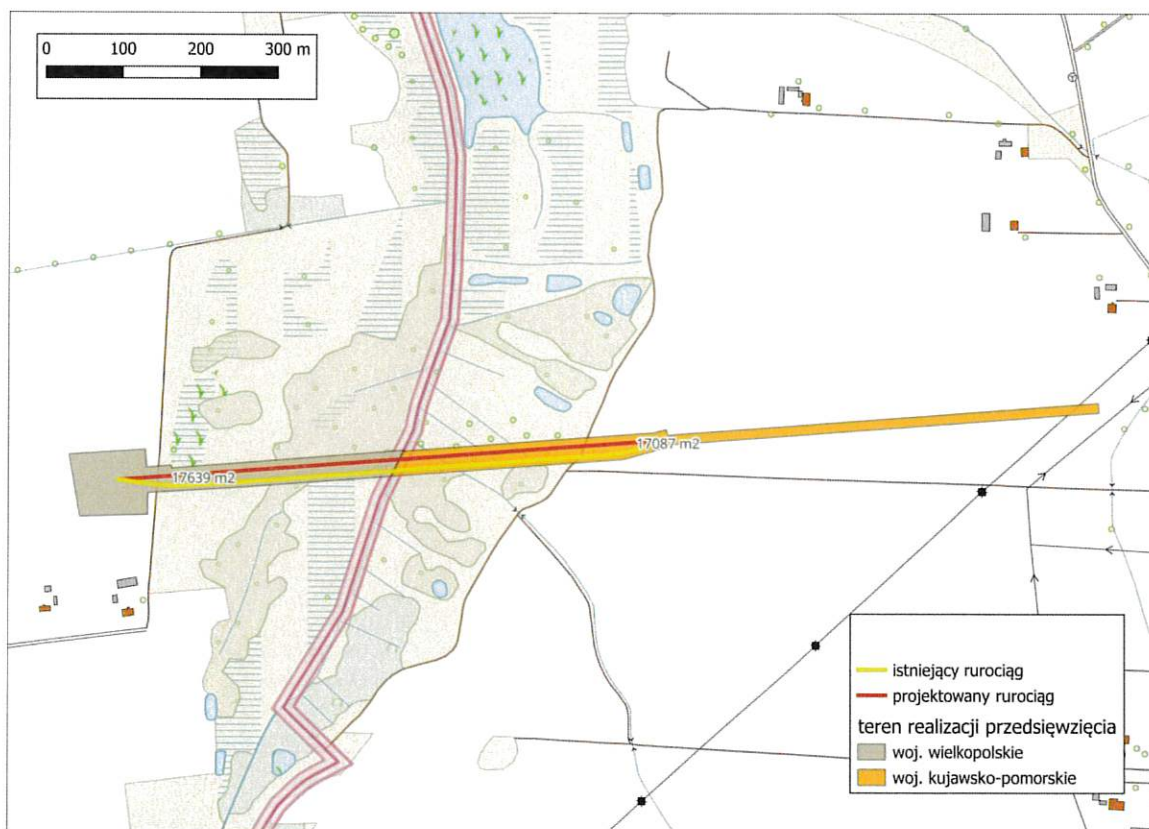 0 100 200 300 m
17087 m2
17639 m2
istniejący rurociąg
projektowany rurociąg
teren realizacji przedsięwzięcia
woj. wielkopolskie
woj. kujawsko-pomorskie